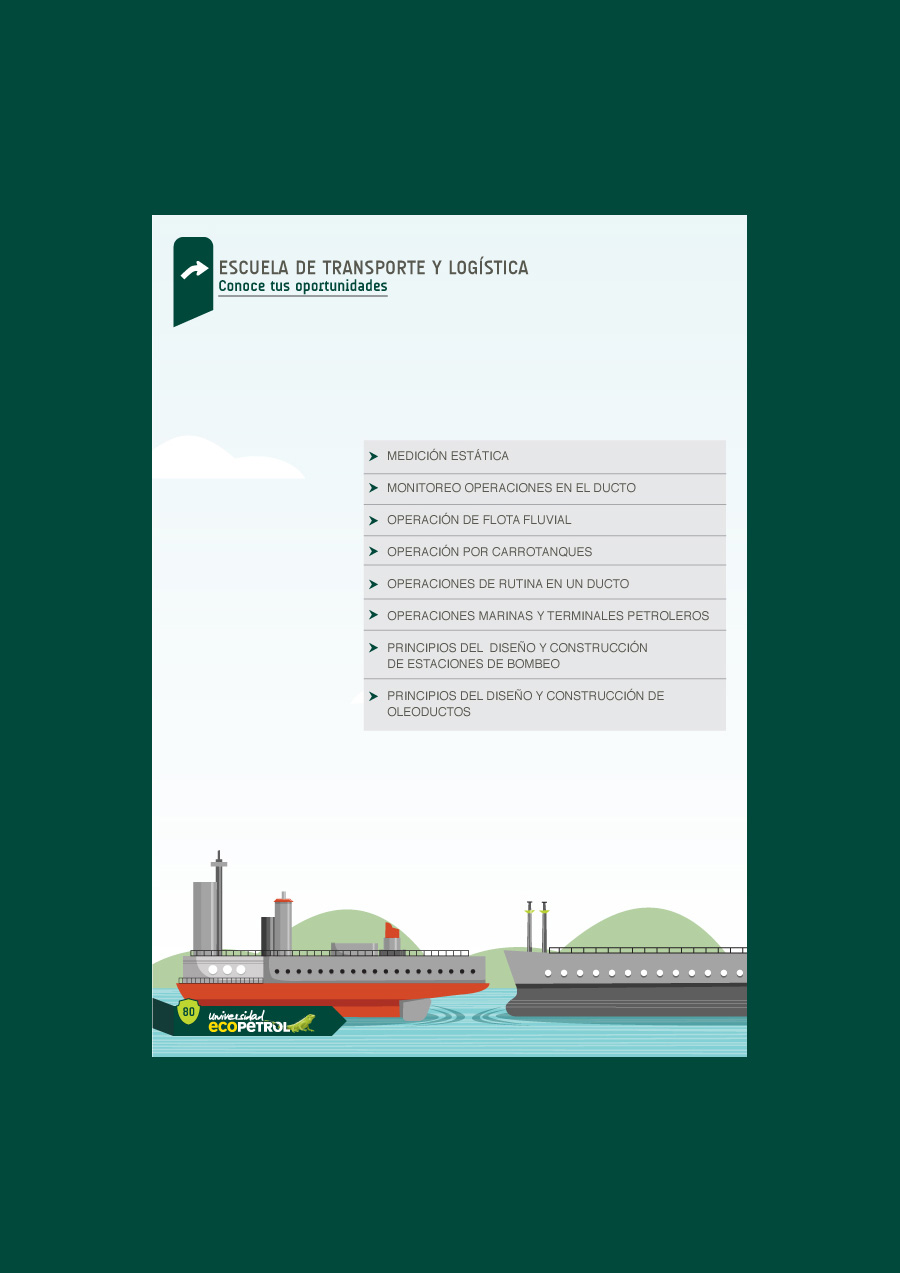 ESCUELA DE TRANSPORTE Y LOGÍSTICA
Conoce tus oportunidades
MEDICIÓN ESTÁTICA
MONITOREO OPERACIONES EN EL DUCTO
OPERACIÓN DE FLOTA FLUVIAL
OPERACIÓN POR CARROTANQUES
OPERACIONES DE RUTINA EN UN DUCTO
OPERACIONES MARINAS Y TERMINALES PETROLEROS
PRINCIPIOS DEL DISEÑO Y CONSTRUCCIÓN
DE ESTACIONES DE BOMBEO
PRINCIPIOS DEL DISEÑO Y CONSTRUCCIÓN DE
OLEODUCTOS
80
universidad
ECOPETROL